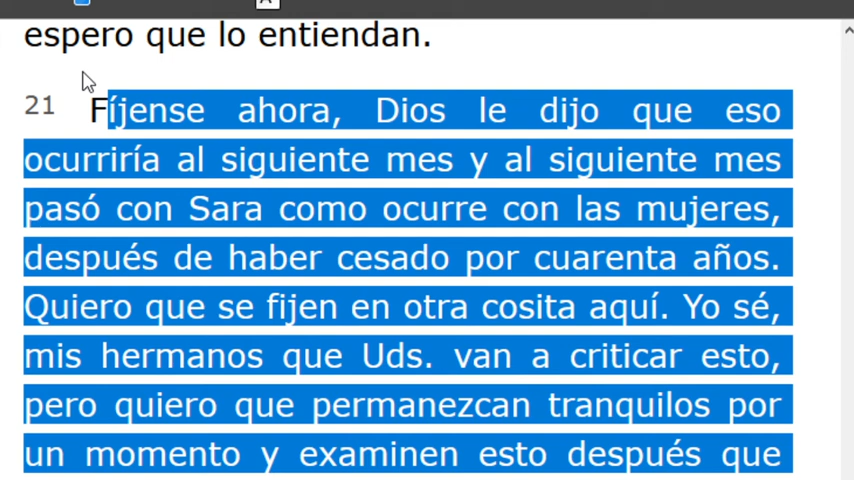 espero que lo entiendan.
21 Fíjense ahora, Dios le dijo que eso
ocurriría al siguiente mes y al siguiente mes
pasó con Sara como ocurre con las mujeres,
después de haber cesado por cuarenta años.
Quiero que se fijen en otra cosita aquí. Yo sé,
mis hermanos que Uds. van a criticar esto,
pero quiero que permanezcan tranquilos por
un momento y examinen esto después que